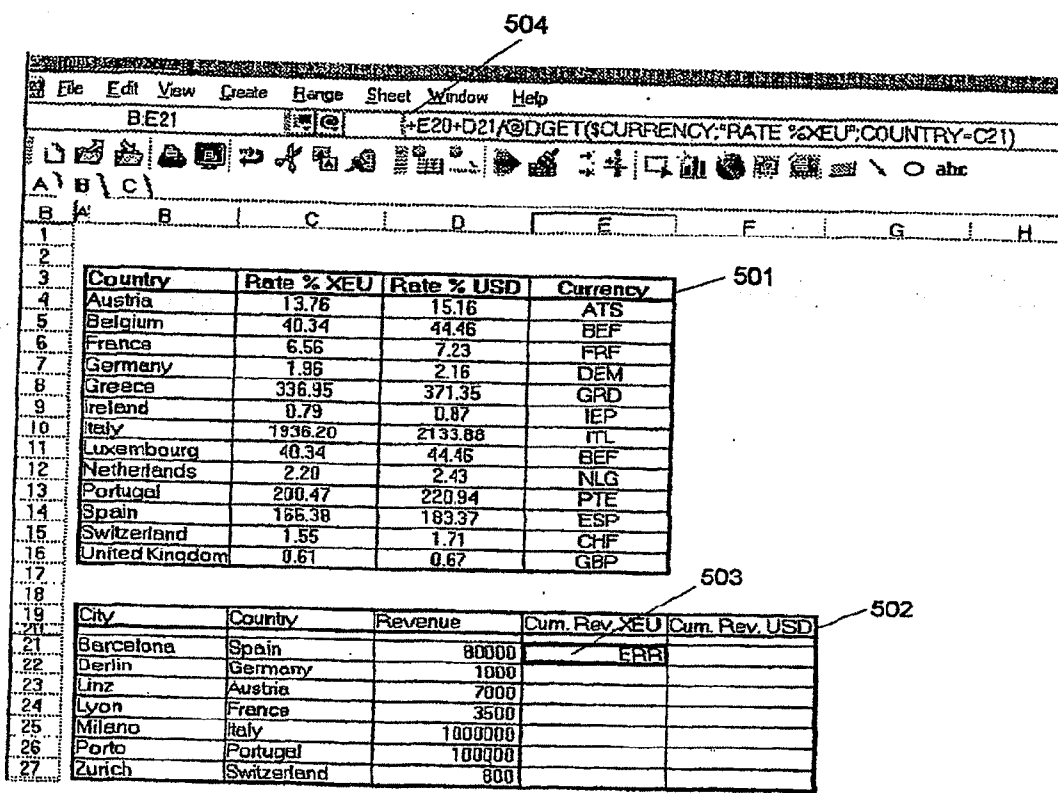 504
File Edit View Create Range Sheet Window Help
B:E21 @ +E20+D21/@DGET($CURRENCY;"RATE %XEU";COUNTRY=C21)
abc
A B C
B A B C D E F G H
1
2
3 Country Rate % XEU Rate % USD Currency 501
4 Austria 13.76 15.16 ATS
5 Belgium 40.34 44.46 BEF
6 France 6.56 7.23 FRF
7 Germany 1.96 2.16 DEM
8 Greece 336.95 371.35 GRD
9 Ireland 0.79 0.87 IEP
10 Italy 1936.20 2133.88 ITL
11 Luxembourg 40.34 44.46 BEF
12 Netherlands 2.20 2.43 NLG
13 Portugal 200.47 220.94 PTE
14 Spain 166.38 183.37 ESP
15 Switzerland 1.55 1.71 CHF
16 United Kingdom 0.61 0.67 GBP
17
18
503
19 City Country Revenue Cum. Rev. XEU Cum. Rev. USD 502
20
21 Barcelona Spain 80000 ERR
22 Berlin Germany 1000
23 Linz Austria 7000
24 Lyon France 3500
25 Milano Italy 1000000
26 Porto Portugal 100000
27 Zurich Switzerland 800